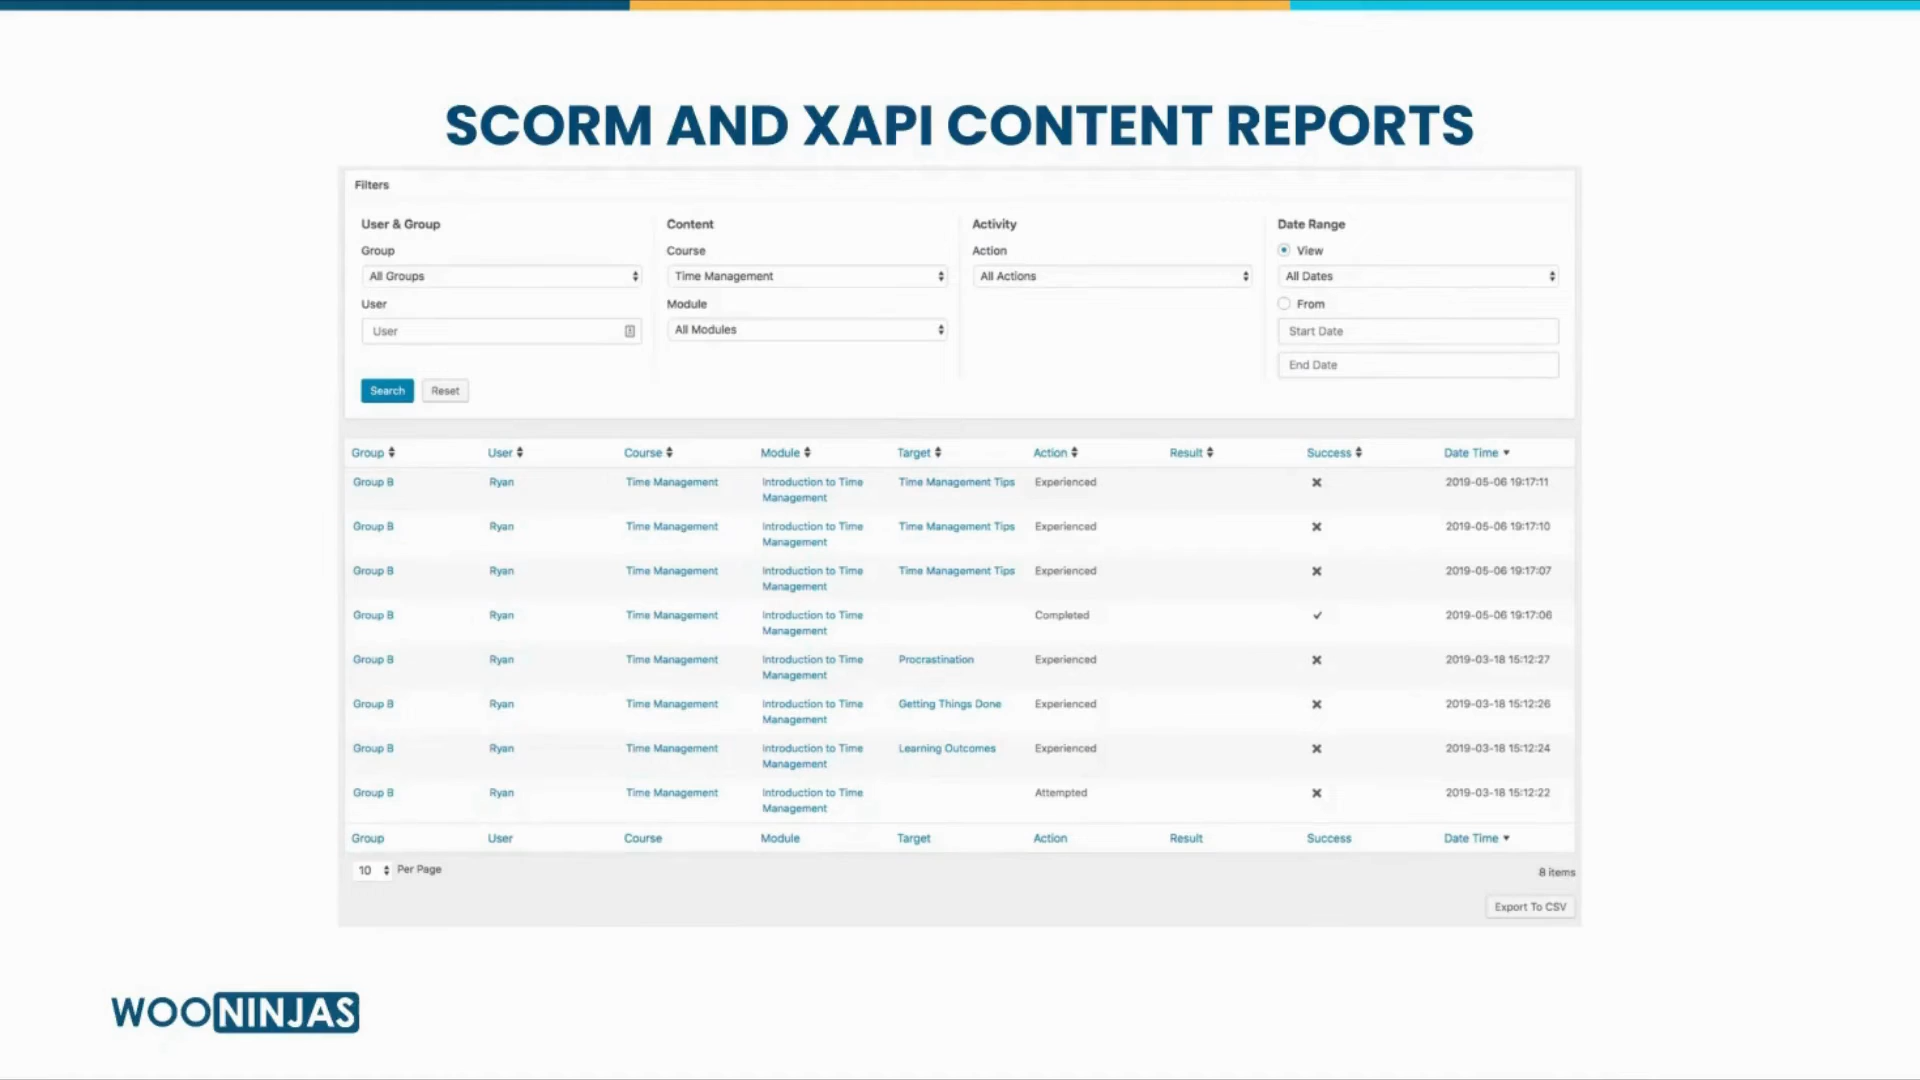 SCORM AND XAPI CONTENT REPORTS
Filters
User & Group Content Activity Date Range
Group Course Action View
All Groups Time Management All Actions All Dates
User Module From
User All Modules Start Date
End Date
Search Reset
Group User Course Module Target Action Result Success Date Time
Group B Ryan Time Management Introduction to Time Time Management Tips Experienced ✖ 2019-05-06 19:17:11
Management
Group B Ryan Time Management Introduction to Time Time Management Tips Experienced ✖ 2019-05-06 19:17:10
Management
Group B Ryan Time Management Introduction to Time Time Management Tips Experienced ✖ 2019-05-06 19:17:07
Management
Group B Ryan Time Management Introduction to Time Completed ✓ 2019-05-06 19:17:06
Management
Group B Ryan Time Management Introduction to Time Procrastination Experienced ✖ 2019-03-18 15:12:27
Management
Group B Ryan Time Management Introduction to Time Getting Things Done Experienced ✖ 2019-03-18 15:12:26
Management
Group B Ryan Time Management Introduction to Time Learning Outcomes Experienced ✖ 2019-03-18 15:12:24
Management
Group B Ryan Time Management Introduction to Time Attempted ✖ 2019-03-18 15:12:22
Management
Group User Course Module Target Action Result Success Date Time
10 Per Page 8 items
Export To CSV
WOONINJAS